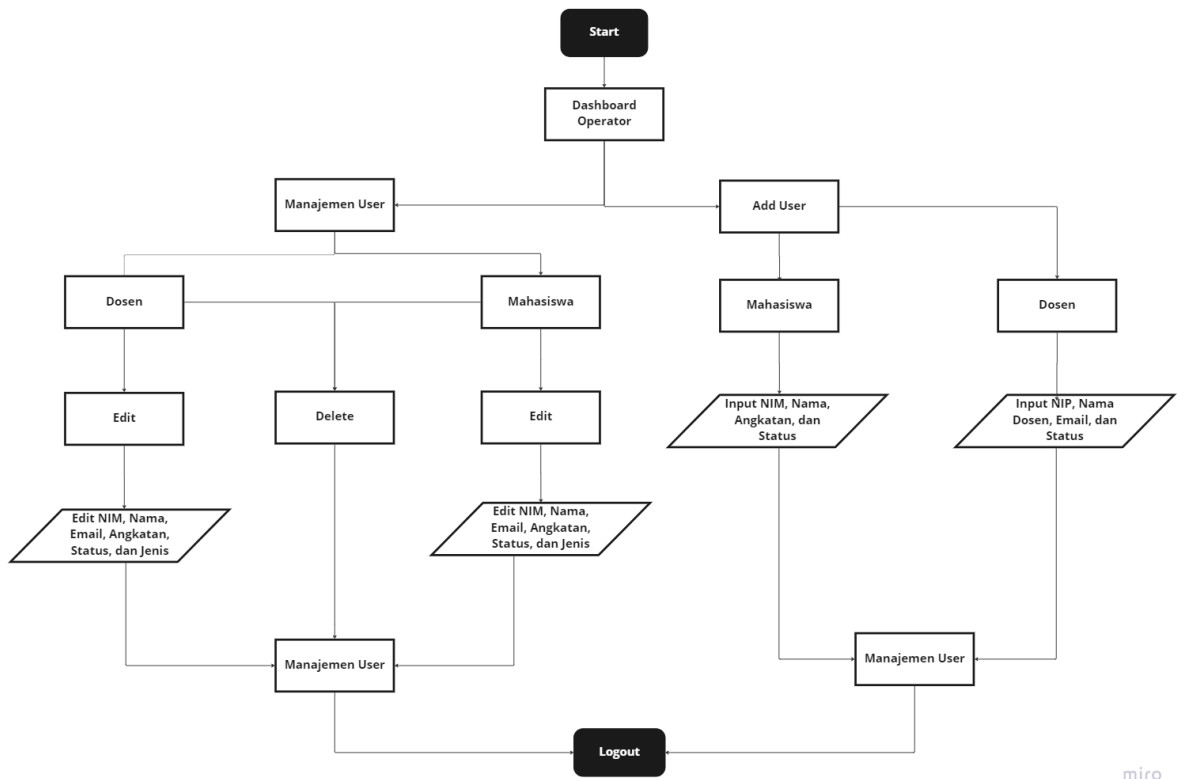 Start
Dashboard
Operator
Manajemen User
Add User
Dosen
Mahasiswa
Mahasiswa
Dosen
Edit
Delete
Edit
Input NIM, Nama,
Angkatan, dan
Status
Input NIP, Nama
Dosen, Email, dan
Status
Edit NIM, Nama,
Email, Angkatan,
Status, dan Jenis
Edit NIM, Nama,
Email, Angkatan,
Status, dan Jenis
Manajemen User
Manajemen User
Logout
miro